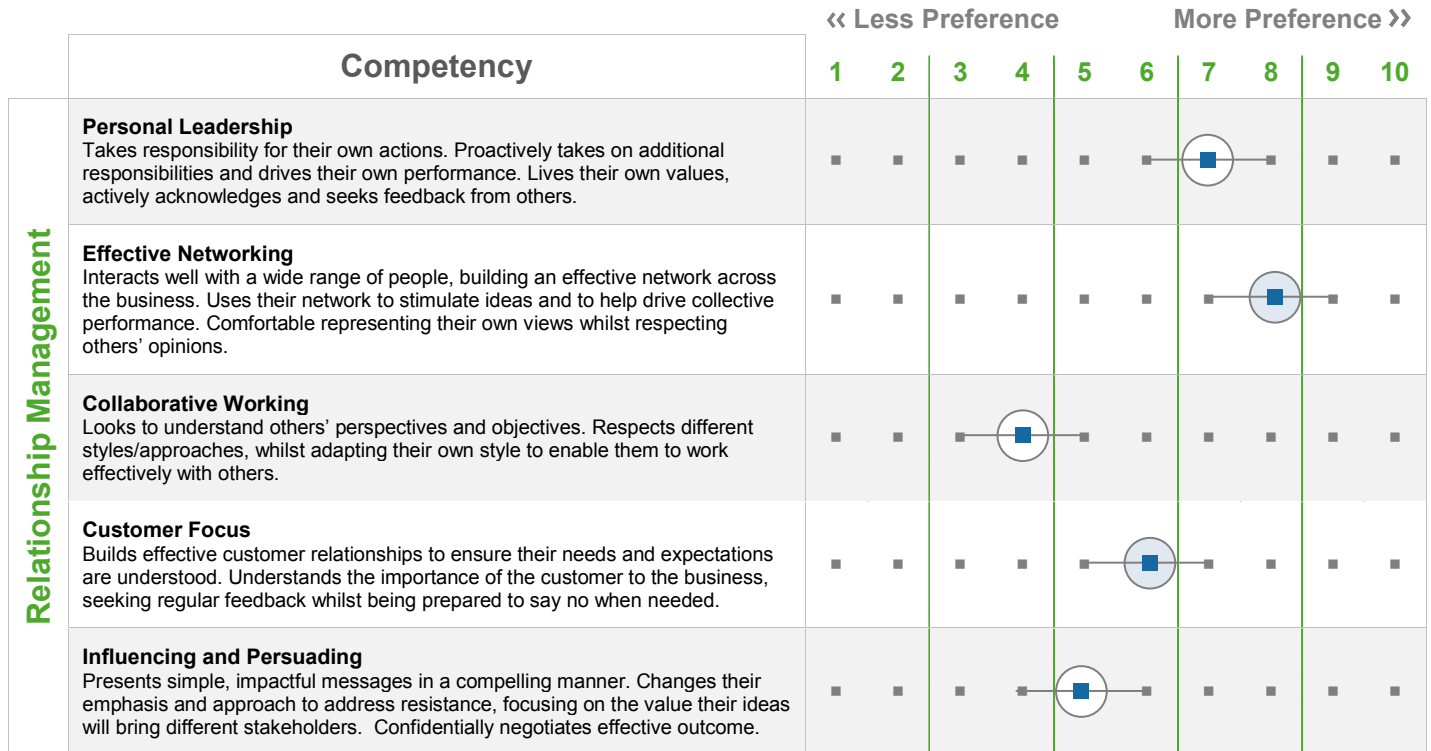 ‹‹ Less Preference
More Preference ››
Competency
1 2 3 4 5 6 7 8 9 10
Relationship Management
Personal Leadership
Takes responsibility for their own actions. Proactively takes on additional
responsibilities and drives their own performance. Lives their own values,
actively acknowledges and seeks feedback from others.
Effective Networking
Interacts well with a wide range of people, building an effective network across
the business. Uses their network to stimulate ideas and to help drive collective
performance. Comfortable representing their own views whilst respecting
others’ opinions.
Collaborative Working
Looks to understand others’ perspectives and objectives. Respects different
styles/approaches, whilst adapting their own style to enable them to work
effectively with others.
Customer Focus
Builds effective customer relationships to ensure their needs and expectations
are understood. Understands the importance of the customer to the business,
seeking regular feedback whilst being prepared to say no when needed.
Influencing and Persuading
Presents simple, impactful messages in a compelling manner. Changes their
emphasis and approach to address resistance, focusing on the value their ideas
will bring different stakeholders.  Confidentially negotiates effective outcome.